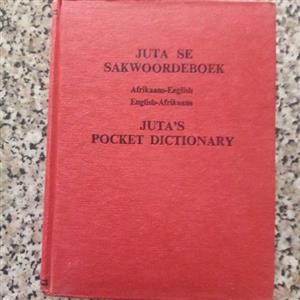 JUTA SE
SAKWOORDEBOEK
Afrikaans-English
English-Afrikaans
JUTA'S
POCKET DICTIONARY